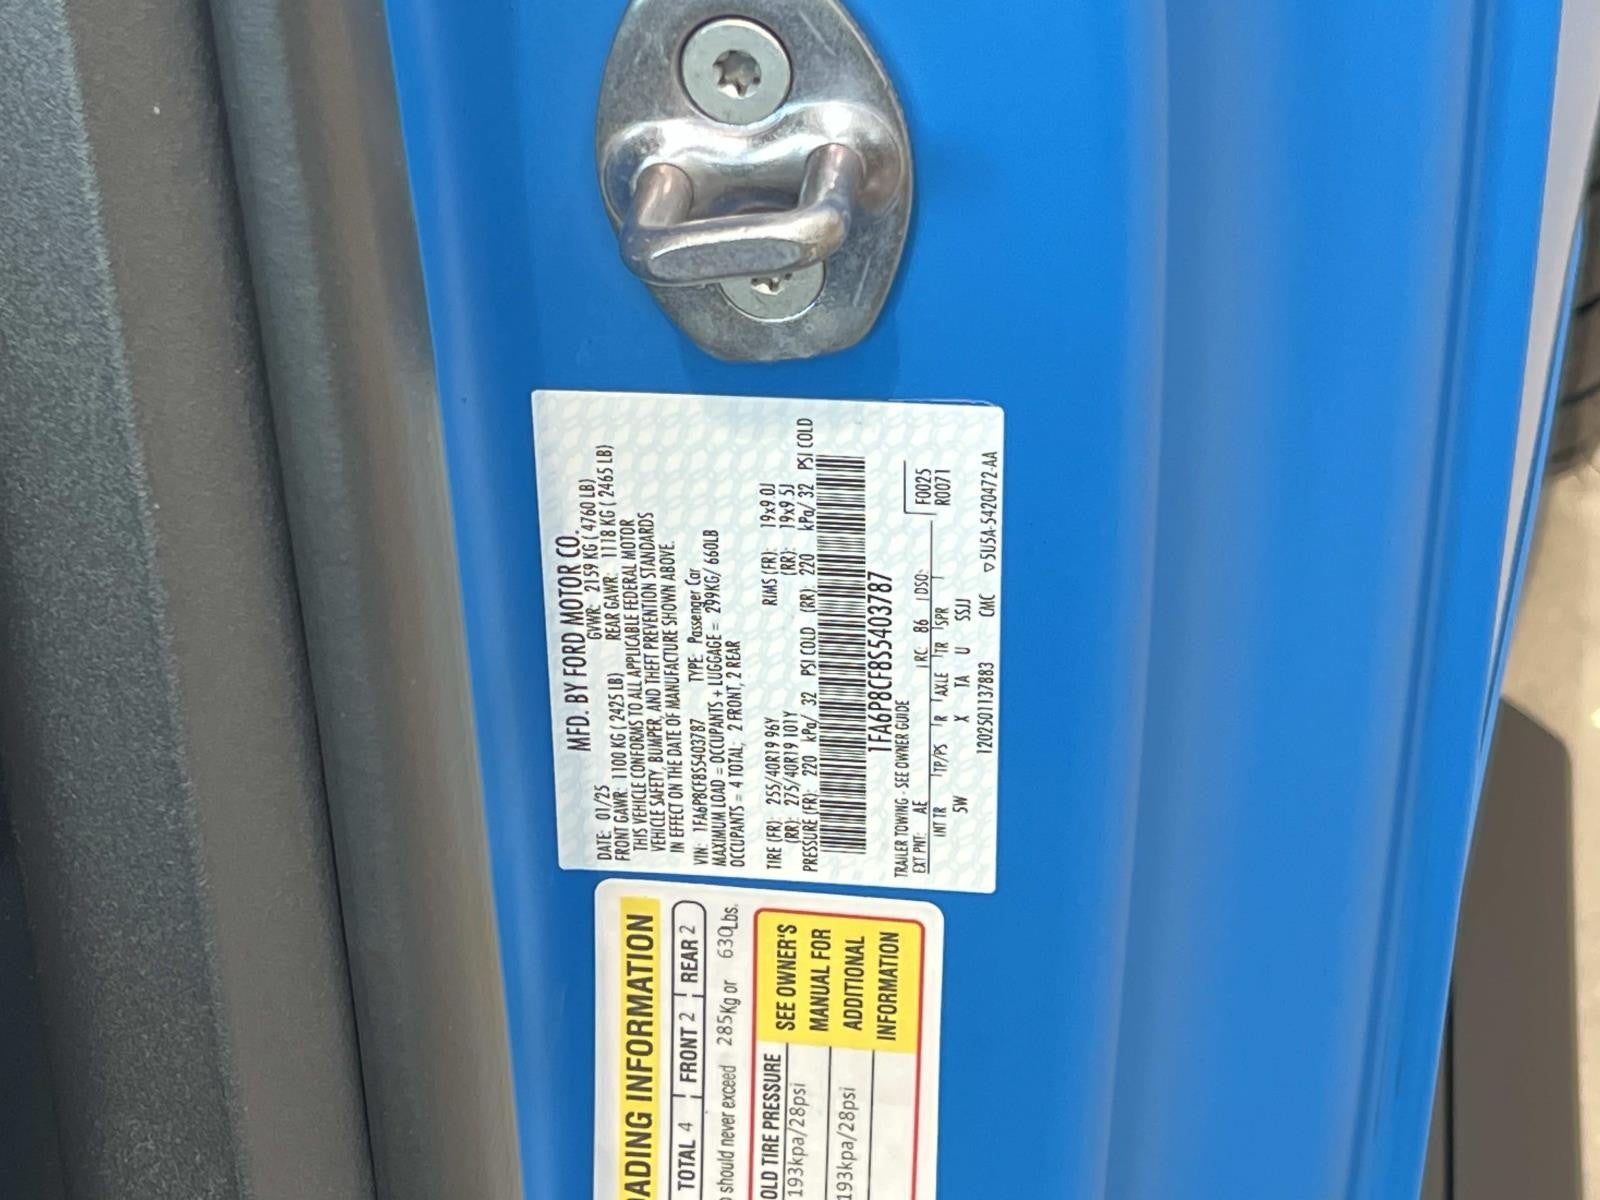 MFD. BY FORD MOTOR CO.
DATE: 01/25 GVWR: 2159 KG ( 4760 LB)
FRONT GAWR: 1100 KG ( 2425 LB) REAR GAWR: 1118 KG ( 2465 LB)
THIS VEHICLE CONFORMS TO ALL APPLICABLE FEDERAL MOTOR
VEHICLE SAFETY, BUMPER, AND THEFT PREVENTION STANDARDS
IN EFFECT ON THE DATE OF MANUFACTURE SHOWN ABOVE.
VIN: 1FA6P8CF8S5403787 TYPE: Passenger Car
MAXIMUM LOAD = OCCUPANTS + LUGGAGE = 299KG/ 660LB
OCCUPANTS = 4 TOTAL; 2 FRONT, 2 REAR
TIRE (FR): 255/40R19 96Y RIMS (FR): 19x9.0J
(RR): 275/40R19 101Y (RR): 19x9.5J
PRESSURE (FR): 220 kPa/ 32 PSI COLD (RR): 220 kPa/ 32 PSI COLD
1FA6P8CF8S5403787
TRAILER TOWING - SEE OWNER GUIDE
EXT PNT: AE RC: 86 DSO: F0025
INT TR TP/PS R AXLE TR SPR R0071
5W X TA U SSJJ
1202501137883 CMC ▽5U5A-5420472-AA
ADING INFORMATION
TOTAL 4 FRONT 2 REAR 2
should never exceed 285Kg or 630Lbs.
OLD TIRE PRESSURE SEE OWNER'S
193kpa/28psi MANUAL FOR
193kpa/28psi ADDITIONAL
INFORMATION